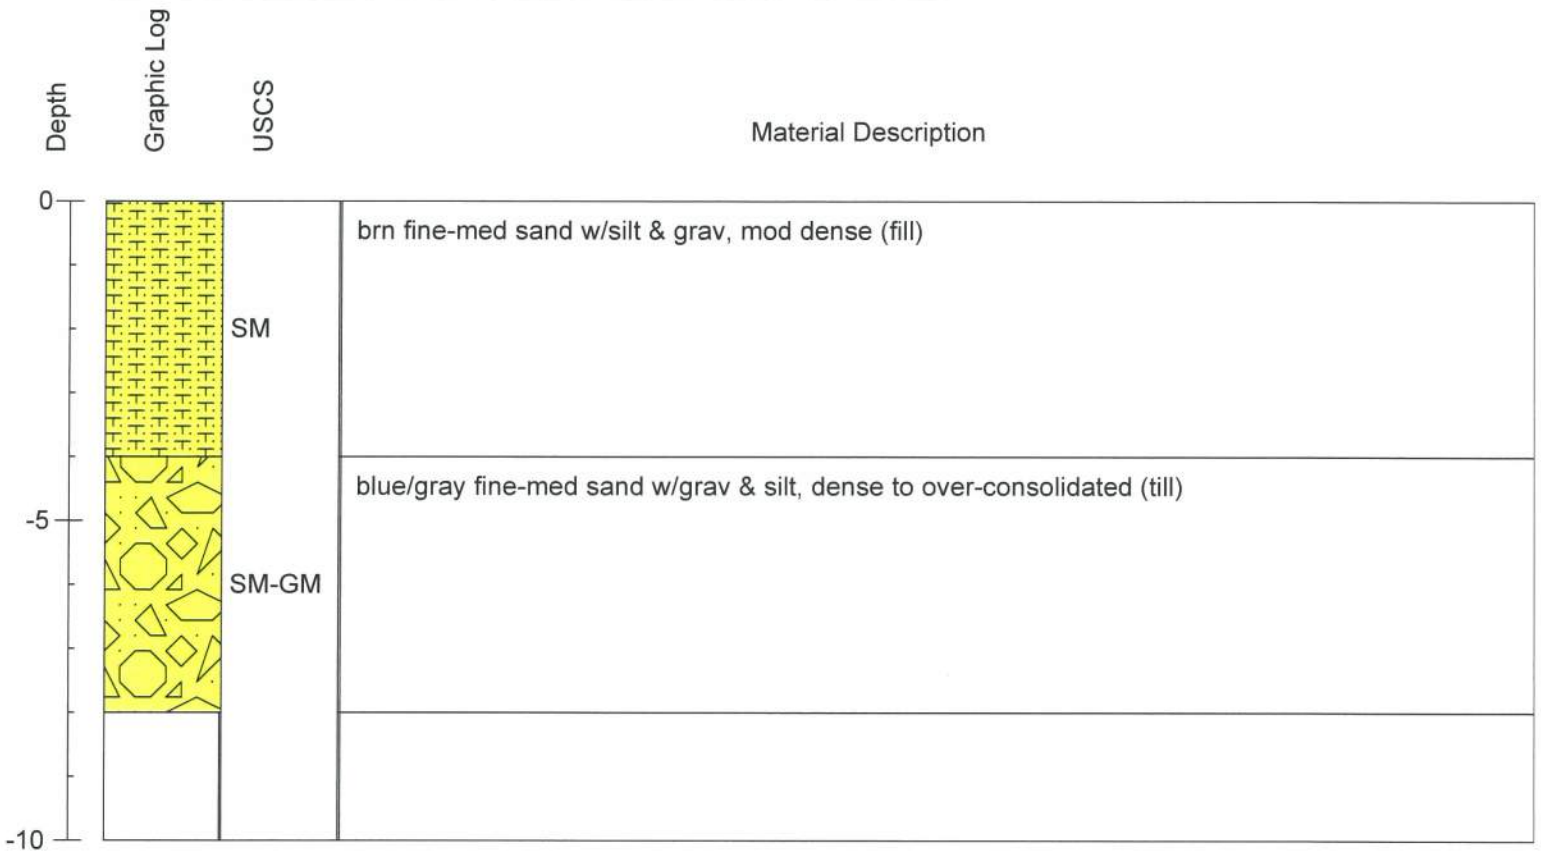 Depth
Graphic Log
USCS
Material Description
0
brn fine-med sand w/silt & grav, mod dense (fill)
SM
blue/gray fine-med sand w/grav & silt, dense to over-consolidated (till)
-5
SM-GM
-10